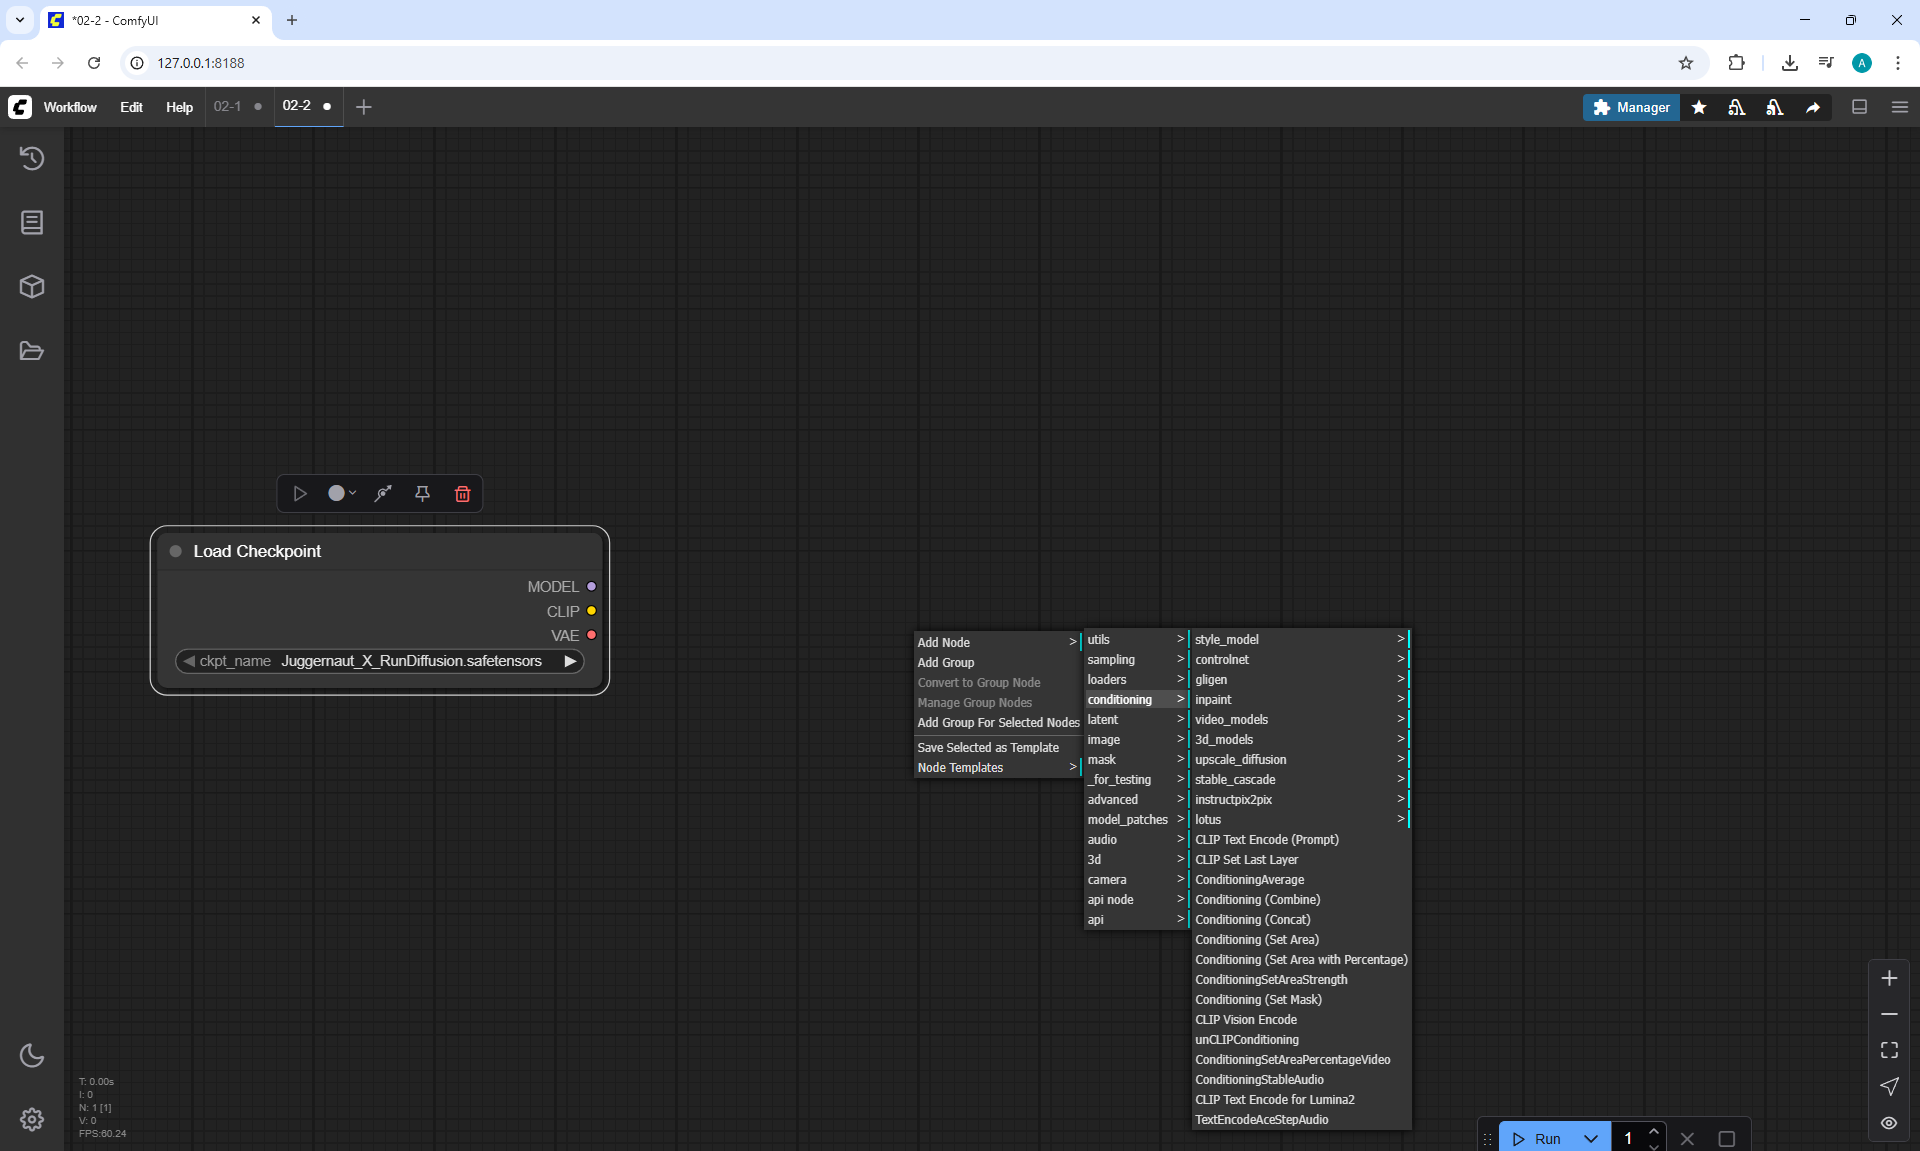 *02-2 - ComfyUI
127.0.0.1:8188
A
Workflow Edit Help 02-1 02-2
Manager
Load Checkpoint
MODEL
CLIP
VAE
ckpt_name Juggernaut_X_RunDiffusion.safetensors
Add Node >
Add Group
Convert to Group Node
Manage Group Nodes
Add Group For Selected Nodes
Save Selected as Template
Node Templates >
utils >
sampling >
loaders >
conditioning >
latent >
image >
mask >
_for_testing >
advanced >
model_patches >
audio >
3d >
camera >
api node >
api >
style_model >
controlnet >
gligen >
inpaint >
video_models >
3d_models >
upscale_diffusion >
stable_cascade >
instructpix2pix >
lotus >
CLIP Text Encode (Prompt)
CLIP Set Last Layer
ConditioningAverage
Conditioning (Combine)
Conditioning (Concat)
Conditioning (Set Area)
Conditioning (Set Area with Percentage)
ConditioningSetAreaStrength
Conditioning (Set Mask)
CLIP Vision Encode
unCLIPConditioning
ConditioningSetAreaPercentageVideo
ConditioningStableAudio
CLIP Text Encode for Lumina2
TextEncodeAceStepAudio
T: 0.00s
I: 0
N: 1 [1]
V: 0
FPS:60.24
Run 1